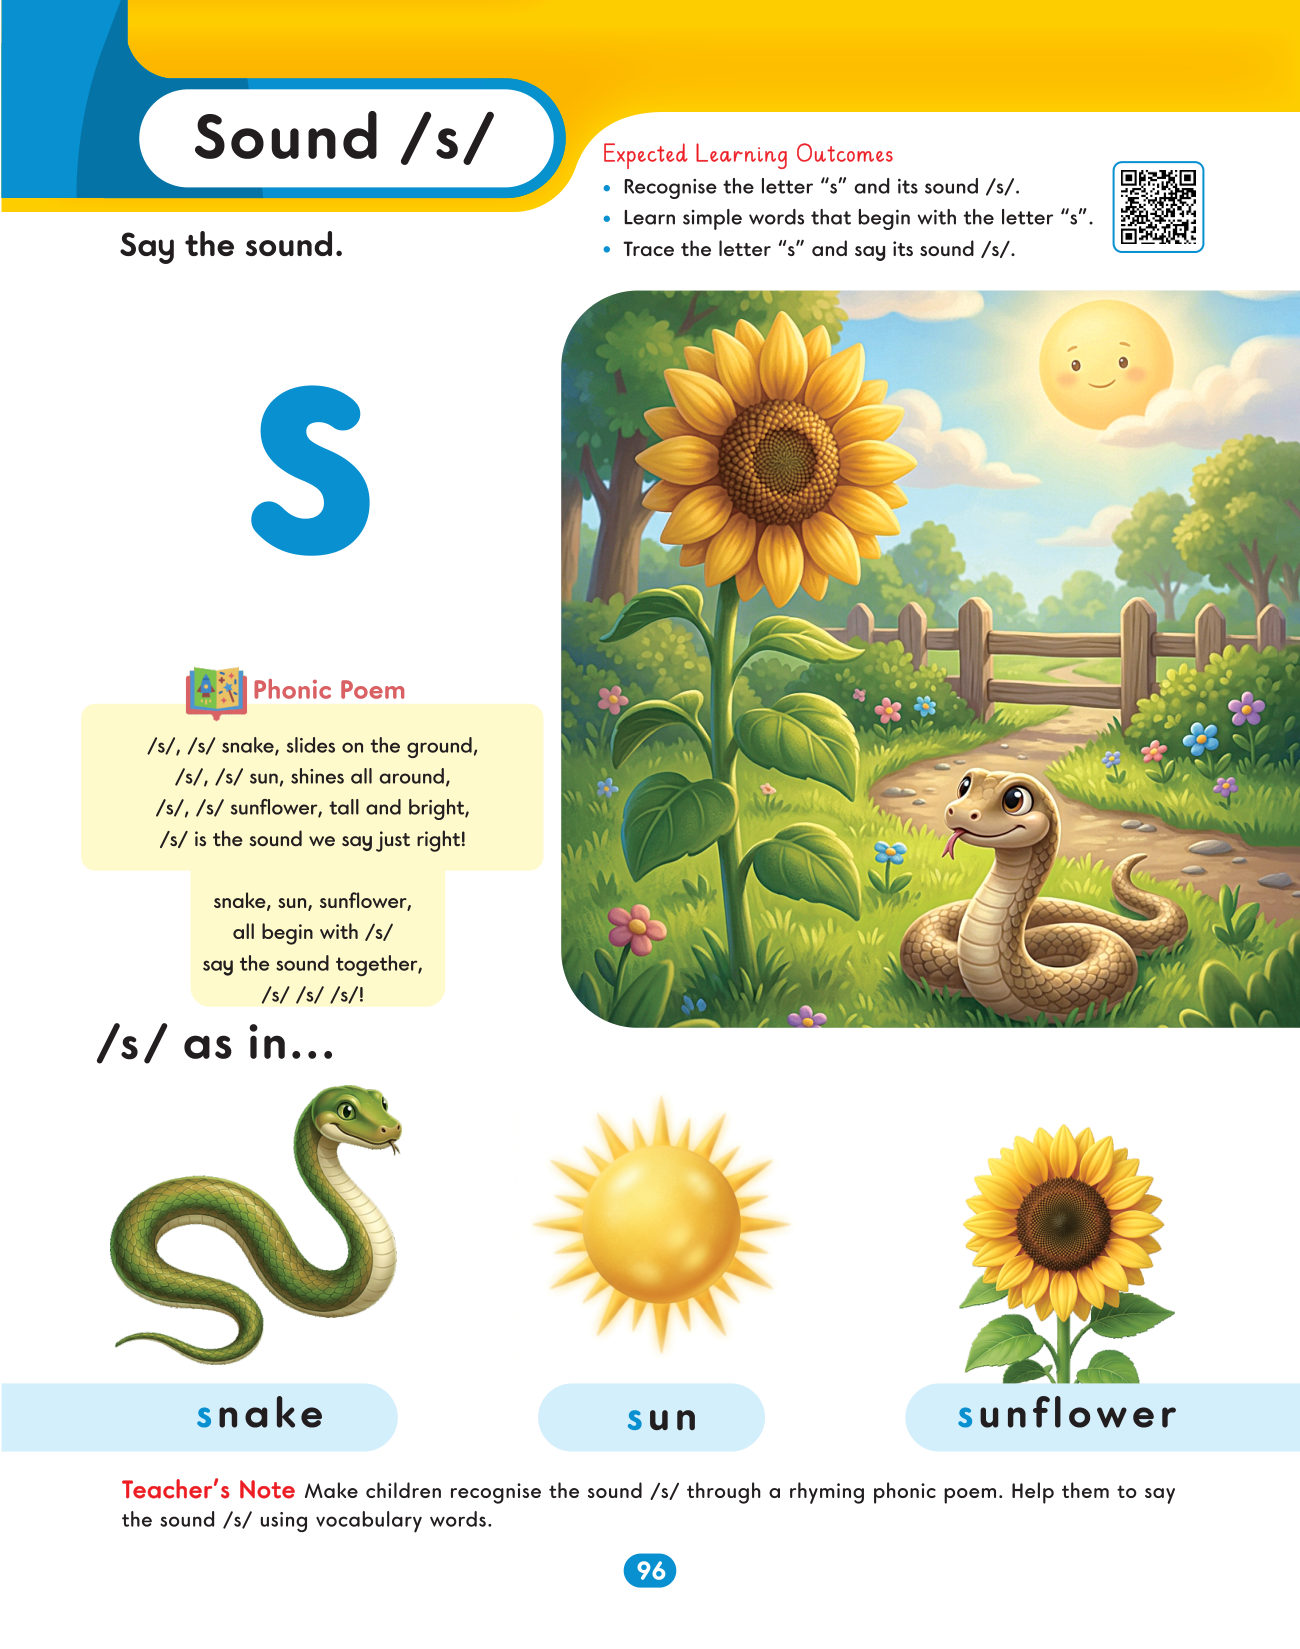 Sound /s/
Expected Learning Outcomes
• Recognise the letter “s” and its sound /s/.
• Learn simple words that begin with the letter “s”.
• Trace the letter “s” and say its sound /s/.
Say the sound.
s
Phonic Poem
/s/, /s/ snake, slides on the ground,
/s/, /s/ sun, shines all around,
/s/, /s/ sunflower, tall and bright,
/s/ is the sound we say just right!
snake, sun, sunflower,
all begin with /s/
say the sound together,
/s/ /s/ /s/!
/s/ as in...
snake
sun
sunflower
Teacher’s Note Make children recognise the sound /s/ through a rhyming phonic poem. Help them to say
the sound /s/ using vocabulary words.
96